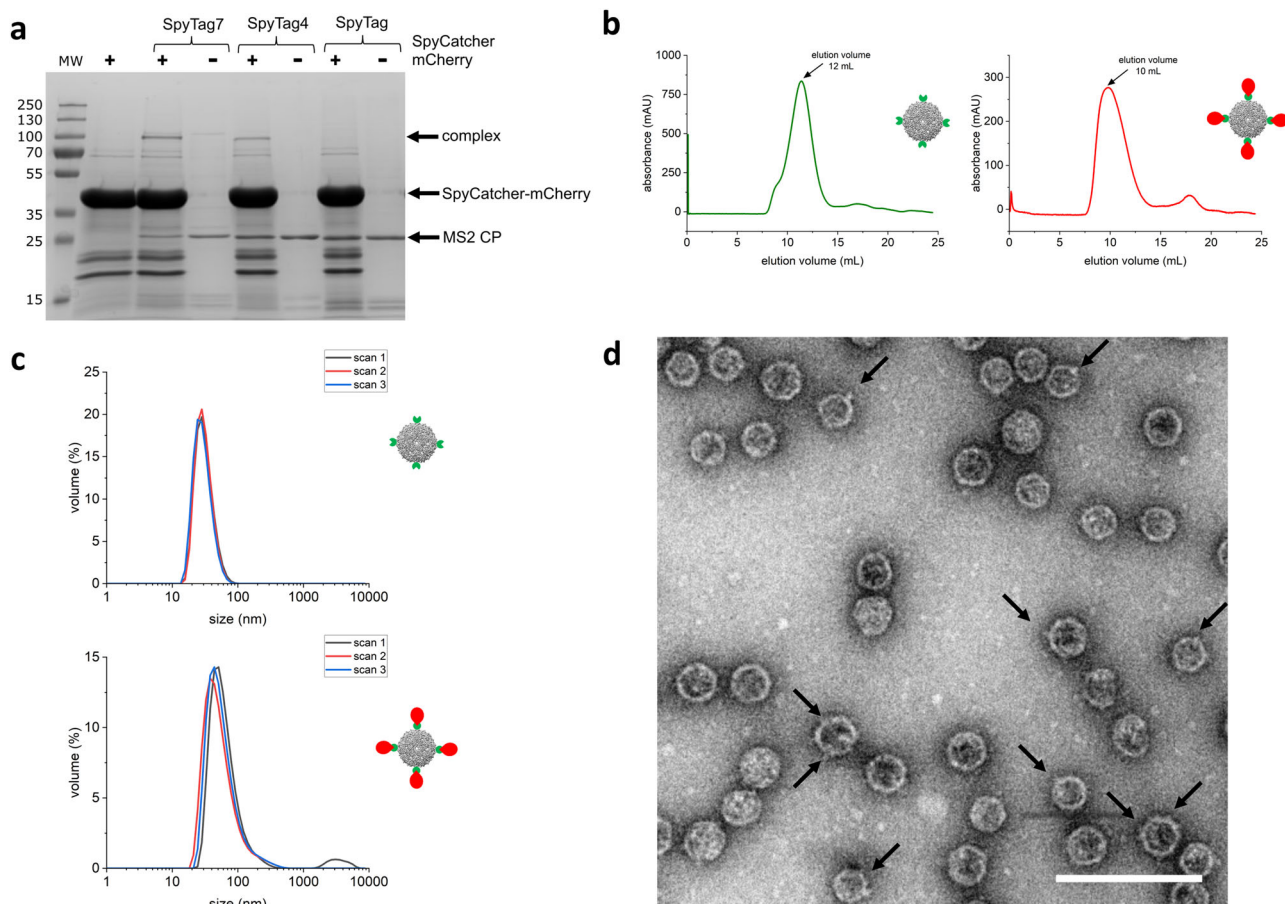 a
SpyTag7 SpyTag4 SpyTag
SpyCatcher
MW + + - + - + - mCherry
250
130
100
70
55
35
25
15
complex
SpyCatcher-mCherry
MS2 CP
b
1000
750
500
250
0
absorbance (mAU)
elution volume
12 mL
0 5 10 15 20 25
elution volume (mL)
300
200
100
0
absorbance (mAU)
elution volume
10 mL
0 5 10 15 20 25
elution volume (mL)
c
scan 1
scan 2
scan 3
25
20
15
10
5
0
volume (%)
1 10 100 1000 10000
size (nm)
scan 1
scan 2
scan 3
15
10
5
0
volume (%)
1 10 100 1000 10000
size (nm)
d